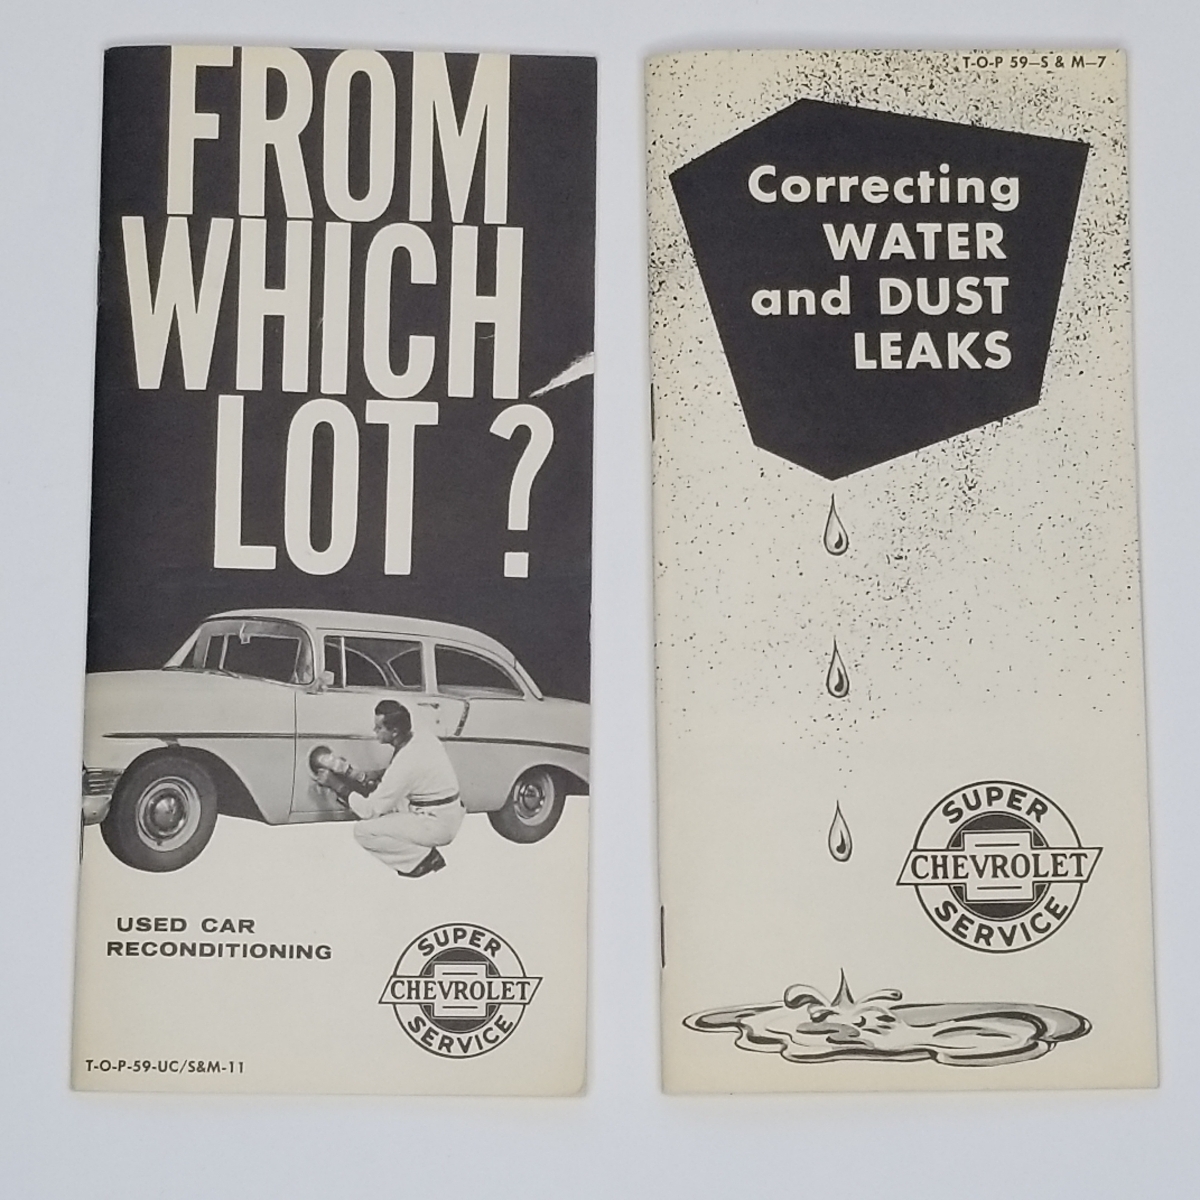 FROM
WHICH
LOT ?
USED CAR
RECONDITIONING
SUPER
CHEVROLET
SERVICE
T-O-P-59-UC/S&M-11
T-O-P 59—S & M—7
Correcting
WATER
and DUST
LEAKS
SUPER
CHEVROLET
SERVICE